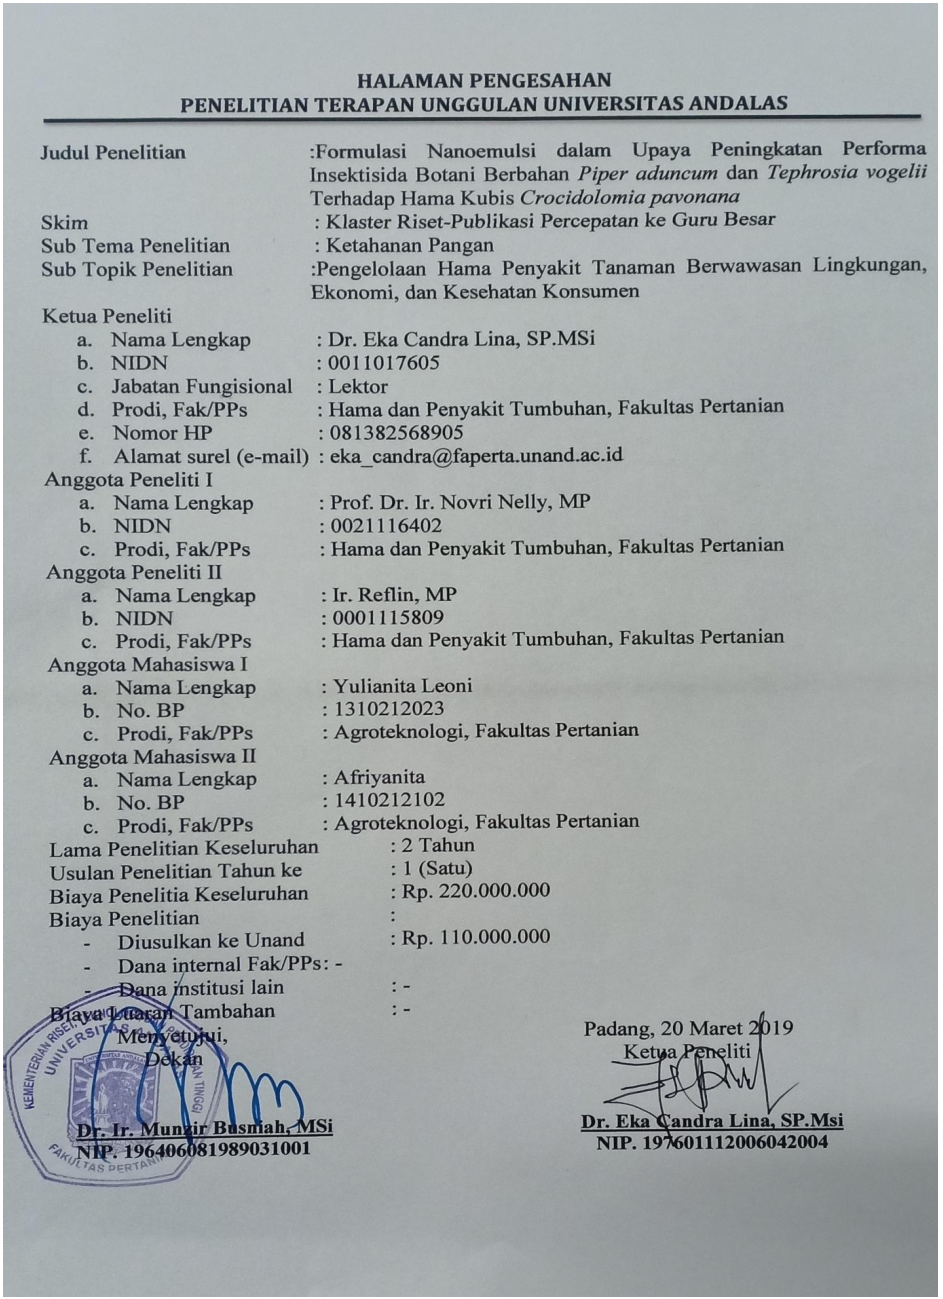 HALAMAN PENGESAHAN
PENELITIAN TERAPAN UNGGULAN UNIVERSITAS ANDALAS
Judul Penelitian :Formulasi Nanoemulsi dalam Upaya Peningkatan Performa
Insektisida Botani Berbahan Piper aduncum dan Tephrosia vogelii
Terhadap Hama Kubis Crocidolomia pavonana
Skim : Klaster Riset-Publikasi Percepatan ke Guru Besar
Sub Tema Penelitian : Ketahanan Pangan
Sub Topik Penelitian :Pengelolaan Hama Penyakit Tanaman Berwawasan Lingkungan,
Ekonomi, dan Kesehatan Konsumen
Ketua Peneliti
a. Nama Lengkap : Dr. Eka Candra Lina, SP.MSi
b. NIDN : 0011017605
c. Jabatan Fungisional : Lektor
d. Prodi, Fak/PPs : Hama dan Penyakit Tumbuhan, Fakultas Pertanian
e. Nomor HP : 081382568905
f. Alamat surel (e-mail) : eka_candra@faperta.unand.ac.id
Anggota Peneliti I
a. Nama Lengkap : Prof. Dr. Ir. Novri Nelly, MP
b. NIDN : 0021116402
c. Prodi, Fak/PPs : Hama dan Penyakit Tumbuhan, Fakultas Pertanian
Anggota Peneliti II
a. Nama Lengkap : Ir. Reflin, MP
b. NIDN : 0001115809
c. Prodi, Fak/PPs : Hama dan Penyakit Tumbuhan, Fakultas Pertanian
Anggota Mahasiswa I
a. Nama Lengkap : Yulianita Leoni
b. No. BP : 1310212023
c. Prodi, Fak/PPs : Agroteknologi, Fakultas Pertanian
Anggota Mahasiswa II
a. Nama Lengkap : Afriyanita
b. No. BP : 1410212102
c. Prodi, Fak/PPs : Agroteknologi, Fakultas Pertanian
Lama Penelitian Keseluruhan : 2 Tahun
Usulan Penelitian Tahun ke : 1 (Satu)
Biaya Penelitia Keseluruhan : Rp. 220.000.000
Biaya Penelitian :
- Diusulkan ke Unand : Rp. 110.000.000
- Dana internal Fak/PPs: -
- Dana institusi lain : -
Biaya Luaran Tambahan : -
Menyetujui,
Dekan
Dr. Ir. Munzir Busniah, MSi
NIP. 196406081989031001
KEMENTERIAN RISET, TEKNOLOGI DAN PENDIDIKAN TINGGI
UNIVERSITAS ANDALAS
FAKULTAS PERTANIAN
Padang, 20 Maret 2019
Ketua Peneliti
Dr. Eka Candra Lina, SP.Msi
NIP. 197601112006042004